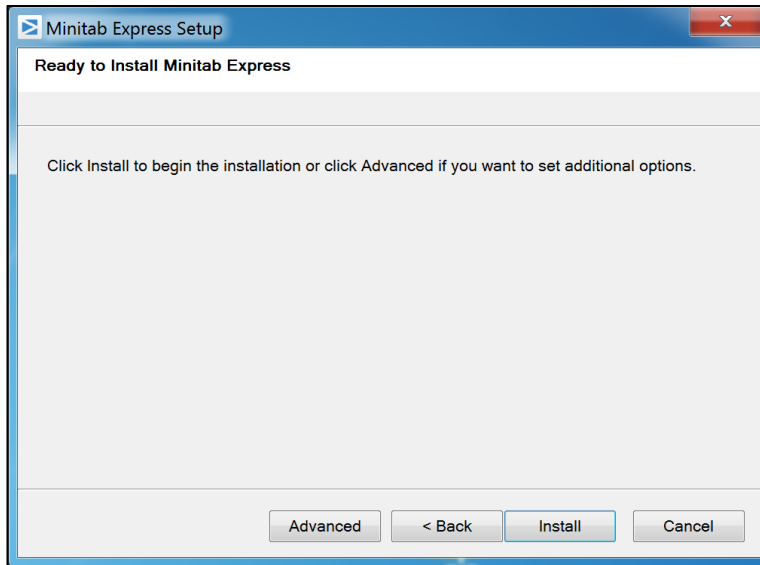 Minitab Express Setup
Ready to Install Minitab Express
Click Install to begin the installation or click Advanced if you want to set additional options.
Advanced
< Back
Install
Cancel